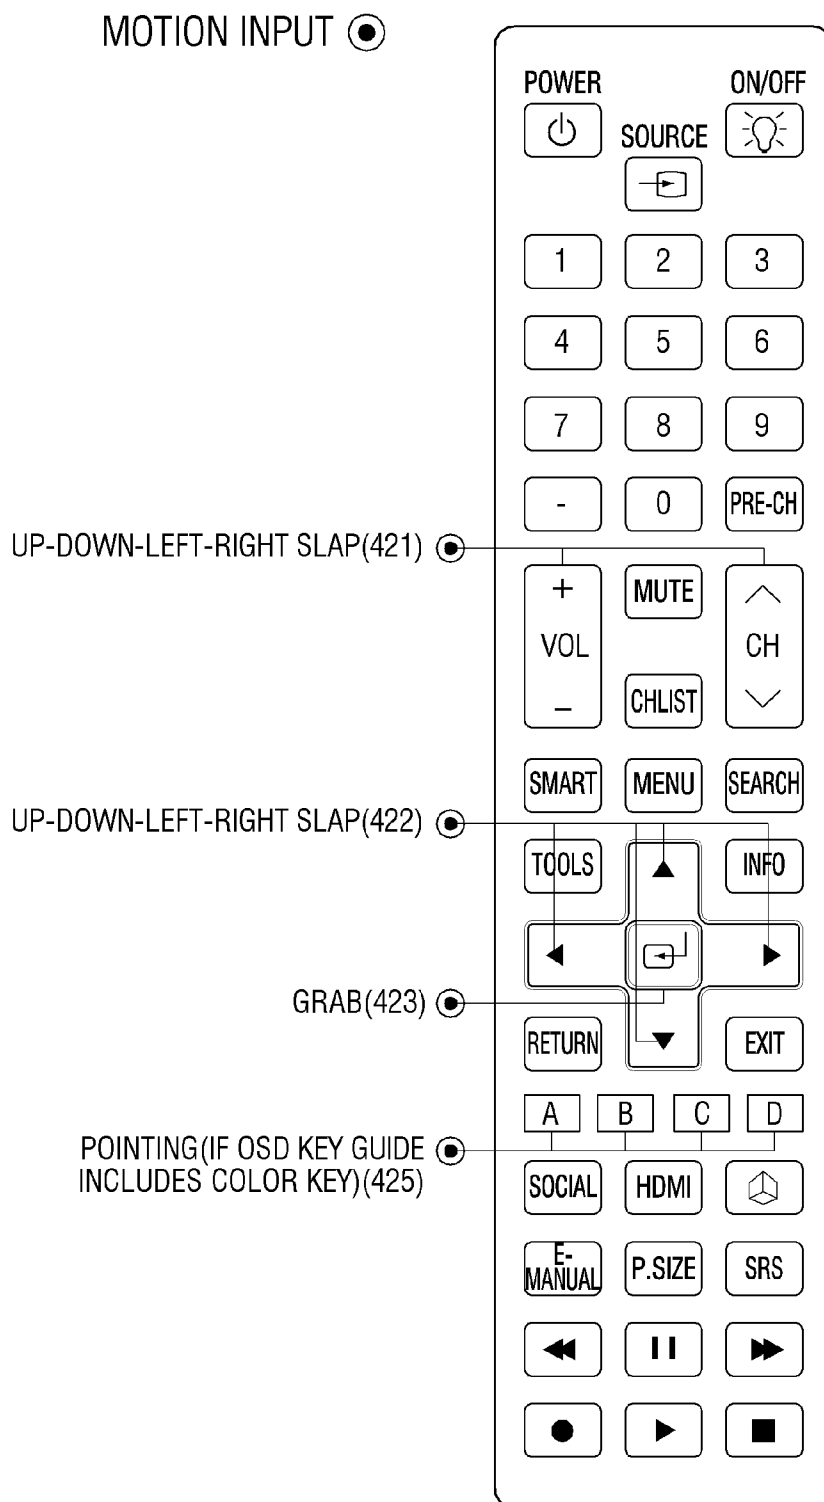 MOTION INPUT
POWER
ON/OFF
SOURCE
1 2 3
4 5 6
7 8 9
- 0 PRE-CH
UP-DOWN-LEFT-RIGHT SLAP(421)
+ MUTE
VOL CH
– CHLIST
SMART MENU SEARCH
UP-DOWN-LEFT-RIGHT SLAP(422)
TOOLS INFO
GRAB(423)
RETURN EXIT
A B C D
POINTING(IF OSD KEY GUIDE
INCLUDES COLOR KEY)(425)
SOCIAL HDMI
E-
MANUAL P.SIZE SRS